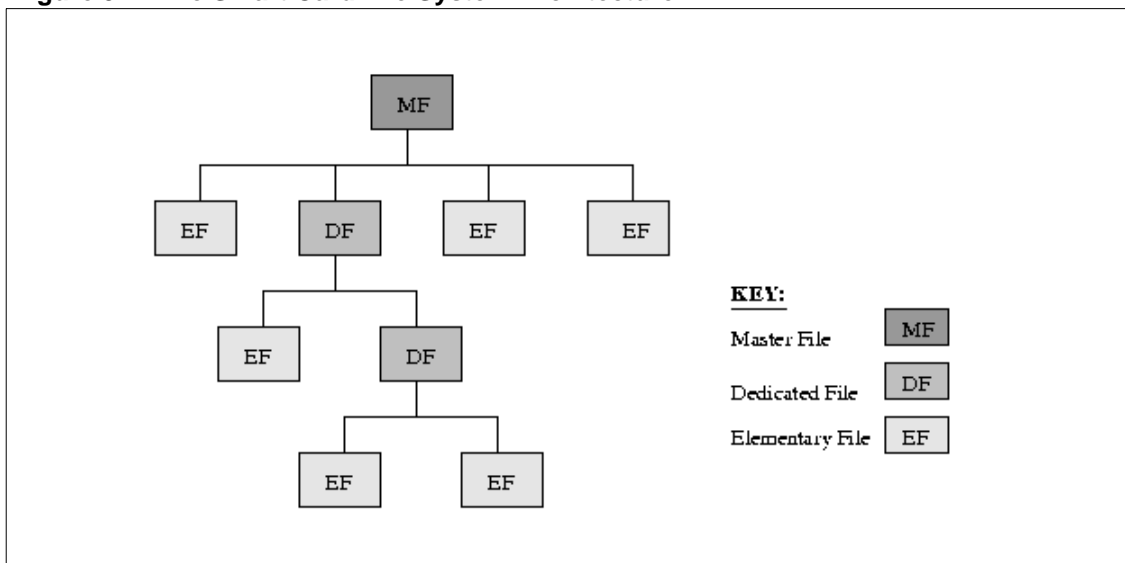 MF
EF DF EF EF
EF DF
EF EF
KEY:
Master File MF
Dedicated File DF
Elementary File EF